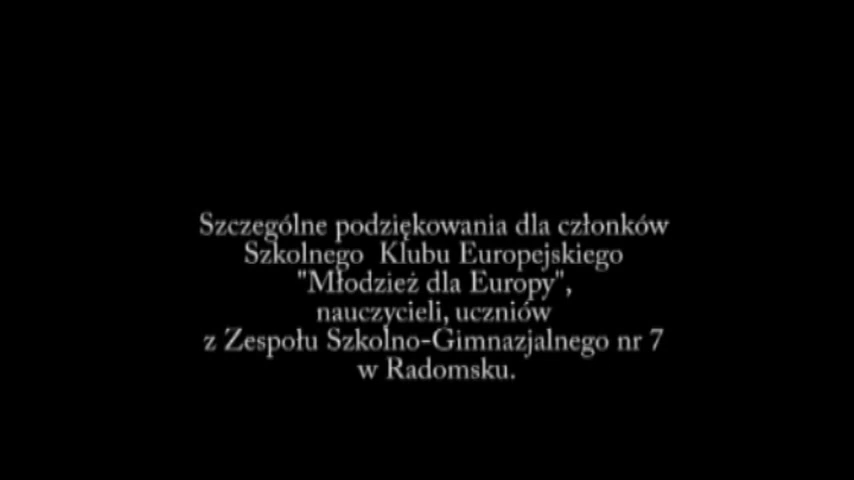 Szczególne podziękowania dla członków
Szkolnego Klubu Europejskiego
"Młodzież dla Europy",
nauczycieli, uczniów
z Zespołu Szkolno-Gimnazjalnego nr 7
w Radomsku.